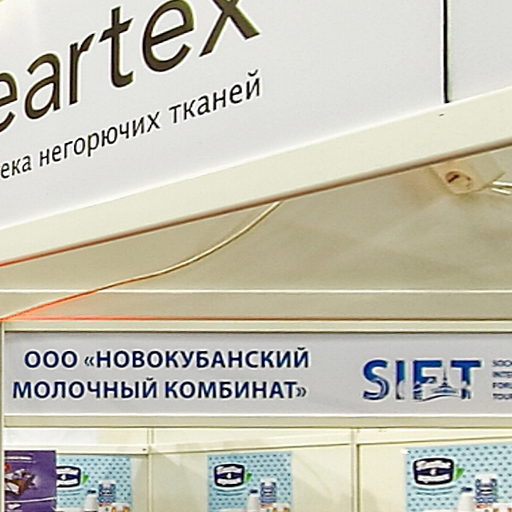 eartex
ека негорючих тканей
ООО «НОВОКУБАНСКИЙ
МОЛОЧНЫЙ КОМБИНАТ»
SIFT